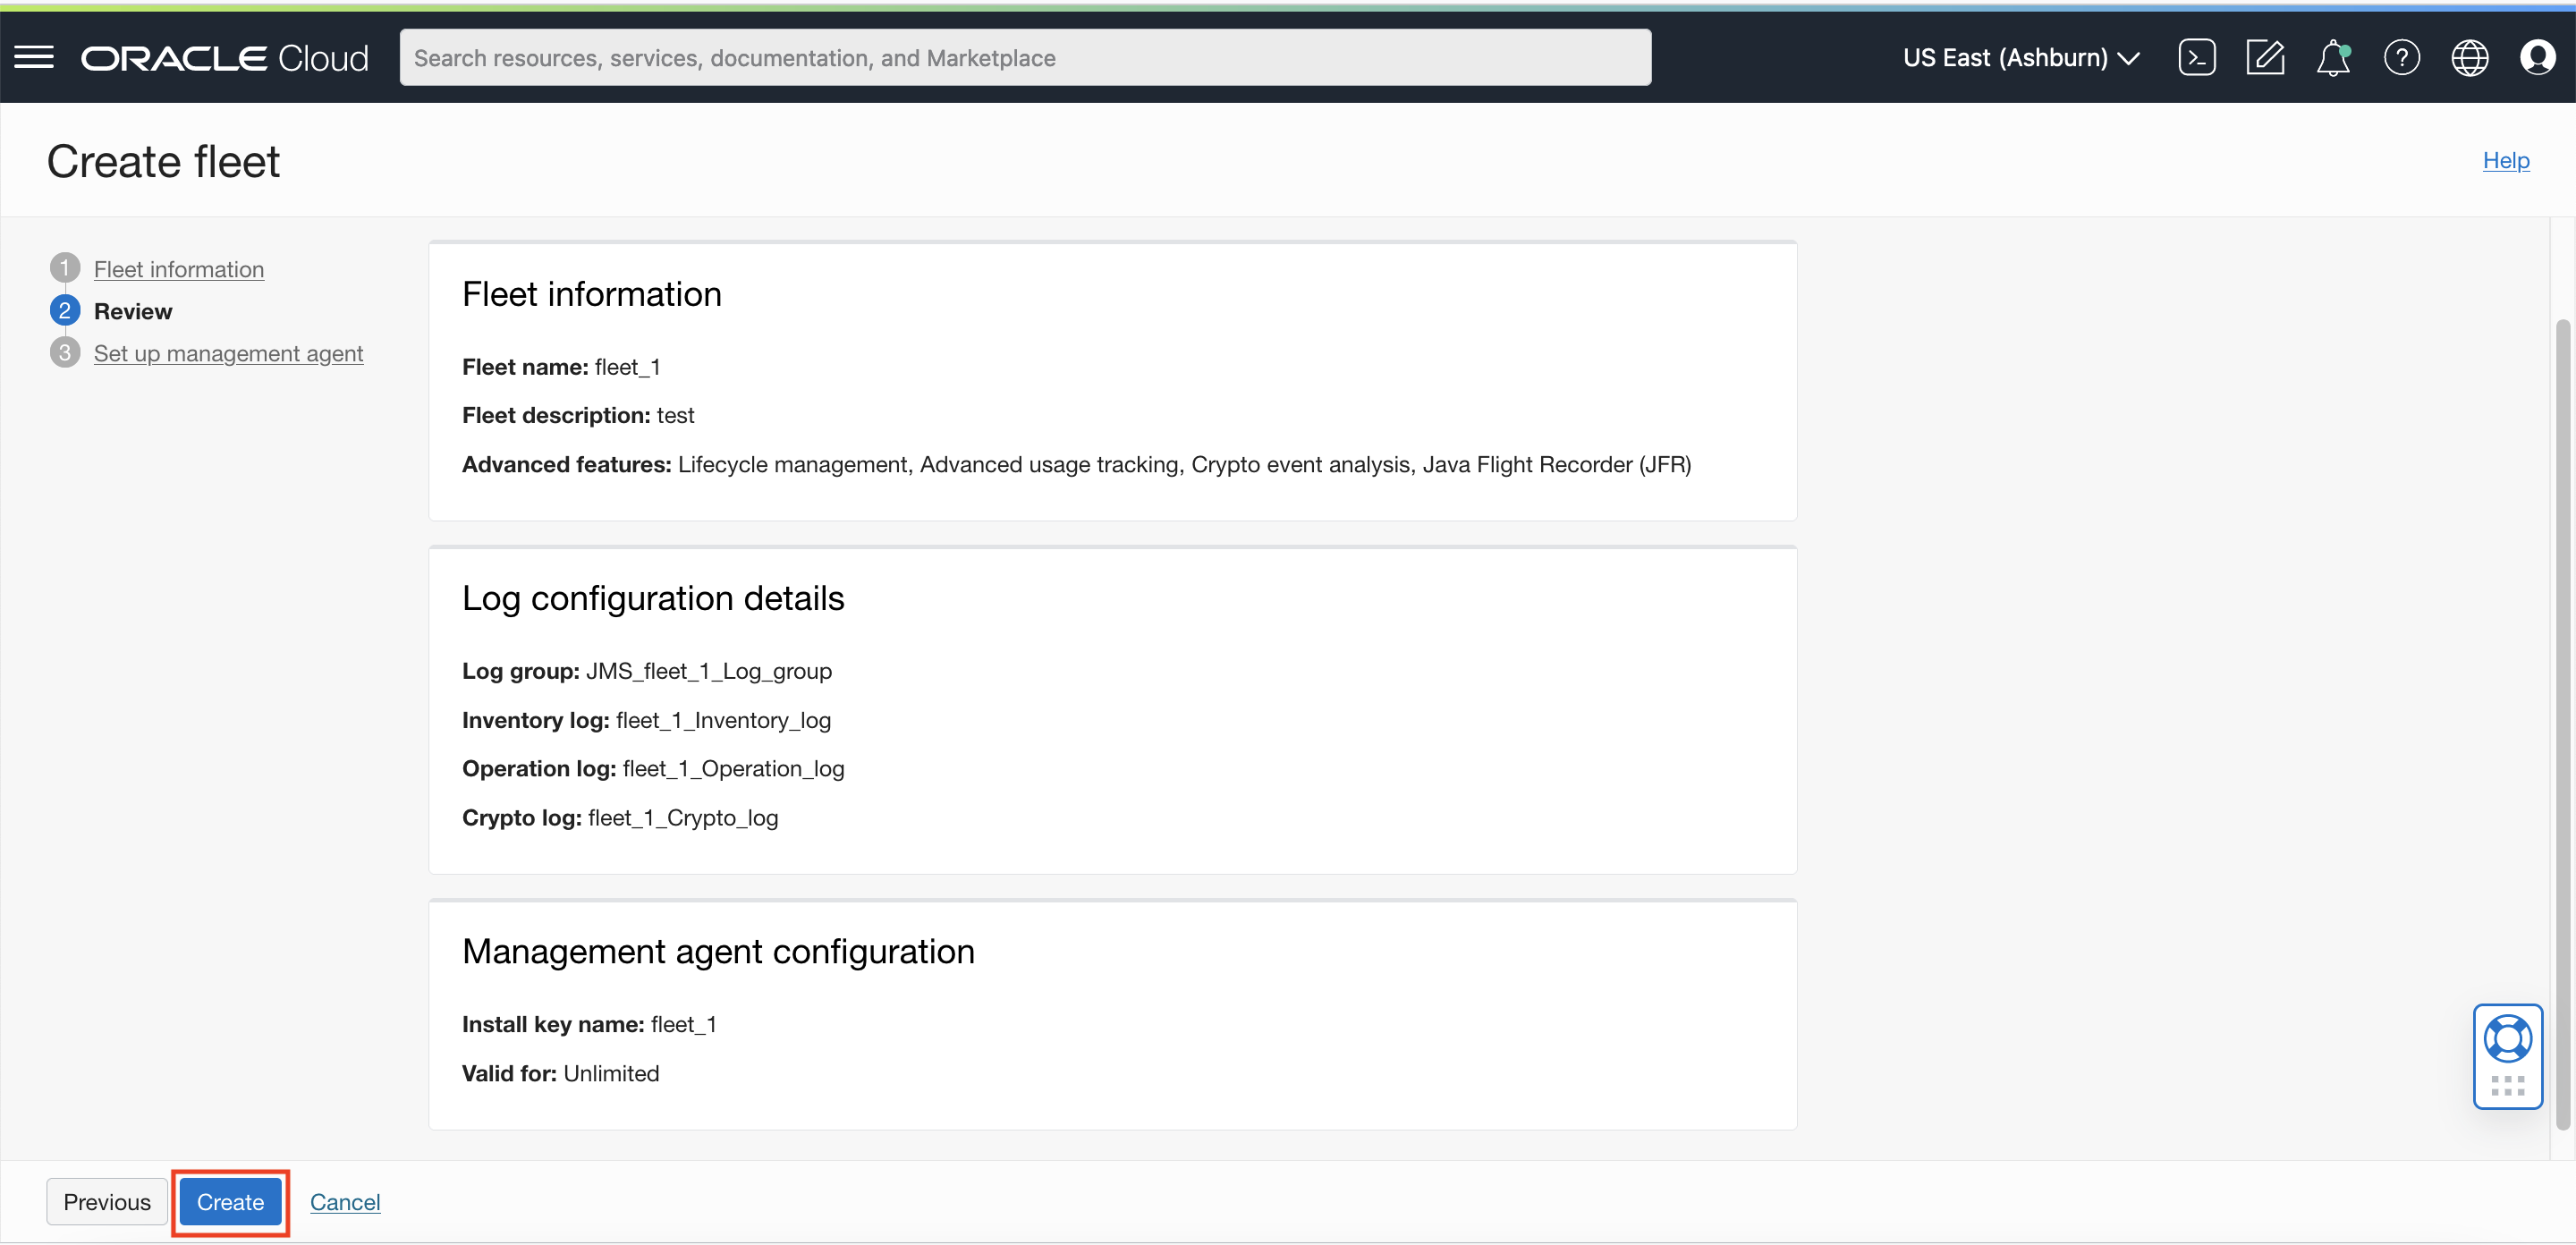 ORACLE Cloud
Search resources, services, documentation, and Marketplace
US East (Ashburn)
Create fleet
Help
1 Fleet information
2 Review
3 Set up management agent
Fleet information
Fleet name: fleet_1
Fleet description: test
Advanced features: Lifecycle management, Advanced usage tracking, Crypto event analysis, Java Flight Recorder (JFR)
Log configuration details
Log group: JMS_fleet_1_Log_group
Inventory log: fleet_1_Inventory_log
Operation log: fleet_1_Operation_log
Crypto log: fleet_1_Crypto_log
Management agent configuration
Install key name: fleet_1
Valid for: Unlimited
Previous Create Cancel